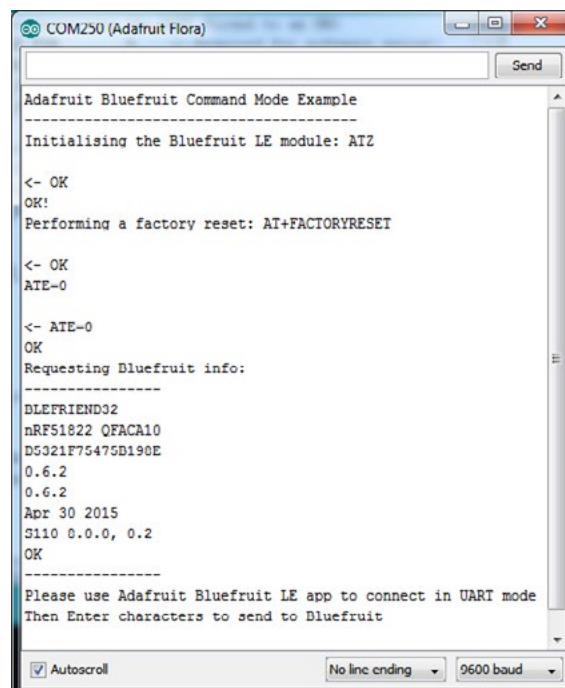 COM250 (Adafruit Flora)
Send
Adafruit Bluefruit Command Mode Example
---------------------------------------
Initialising the Bluefruit LE module: ATZ
<- OK
OK!
Performing a factory reset: AT+FACTORYRESET
<- OK
ATE=0
<- ATE=0
OK
Requesting Bluefruit info:
----------------
BLEFRIEND32
nRF51822 QFACA10
D5321F75475B190E
0.6.2
0.6.2
Apr 30 2015
S110 8.0.0, 0.2
OK
----------------
Please use Adafruit Bluefruit LE app to connect in UART mode
Then Enter characters to send to Bluefruit
Autoscroll
No line ending
9600 baud